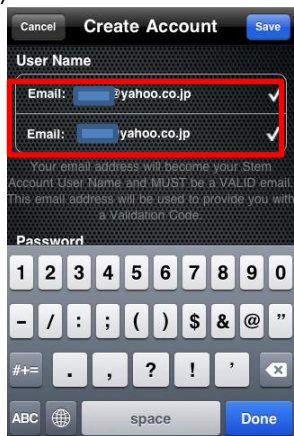 Cancel Create Account Save
User Name
Email: @yahoo.co.jp ✓
Email: yahoo.co.jp ✓
Your email address will become your Stem
Account User Name and MUST be a VALID email.
This email address will be used to provide you with
a Validation Code.
Password
1 2 3 4 5 6 7 8 9 0
- / : ; ( ) $ & @ "
#+= . , ? ! '
ABC space Done